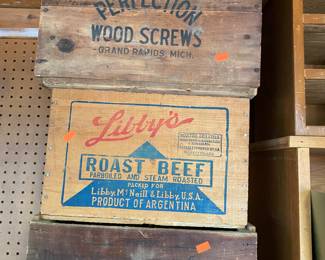 PERFECTION
WOOD SCREWS
-GRAND RAPIDS, MICH.
Libby's
ROAST BEEF
PARBOILED AND STEAM ROASTED
PACKED FOR
Libby, McNeill & Libby, U.S.A.
PRODUCT OF ARGENTINA